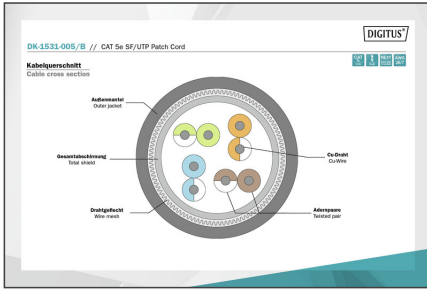 DIGITUS®
DK-1531-005/B // CAT 5e SF/UTP Patch Cord
Kabelquerschnitt
Cable cross section
Außenmantel
Outer jacket
Gesamtabschirmung
Total shield
Cu-Draht
Cu-Wire
Drahtgeflecht
Wire mesh
Aderspaare
Twisted pair